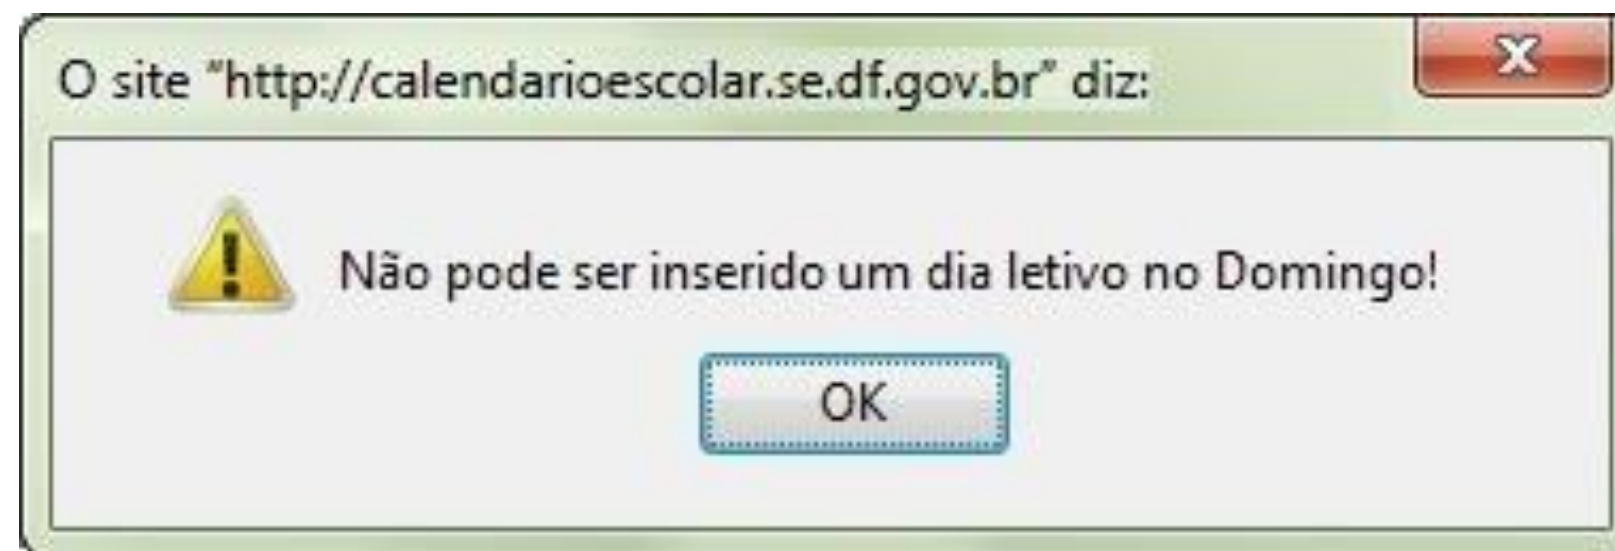 O site "http://calendarioescolar.se.df.gov.br" diz:
Não pode ser inserido um dia letivo no Domingo!
OK